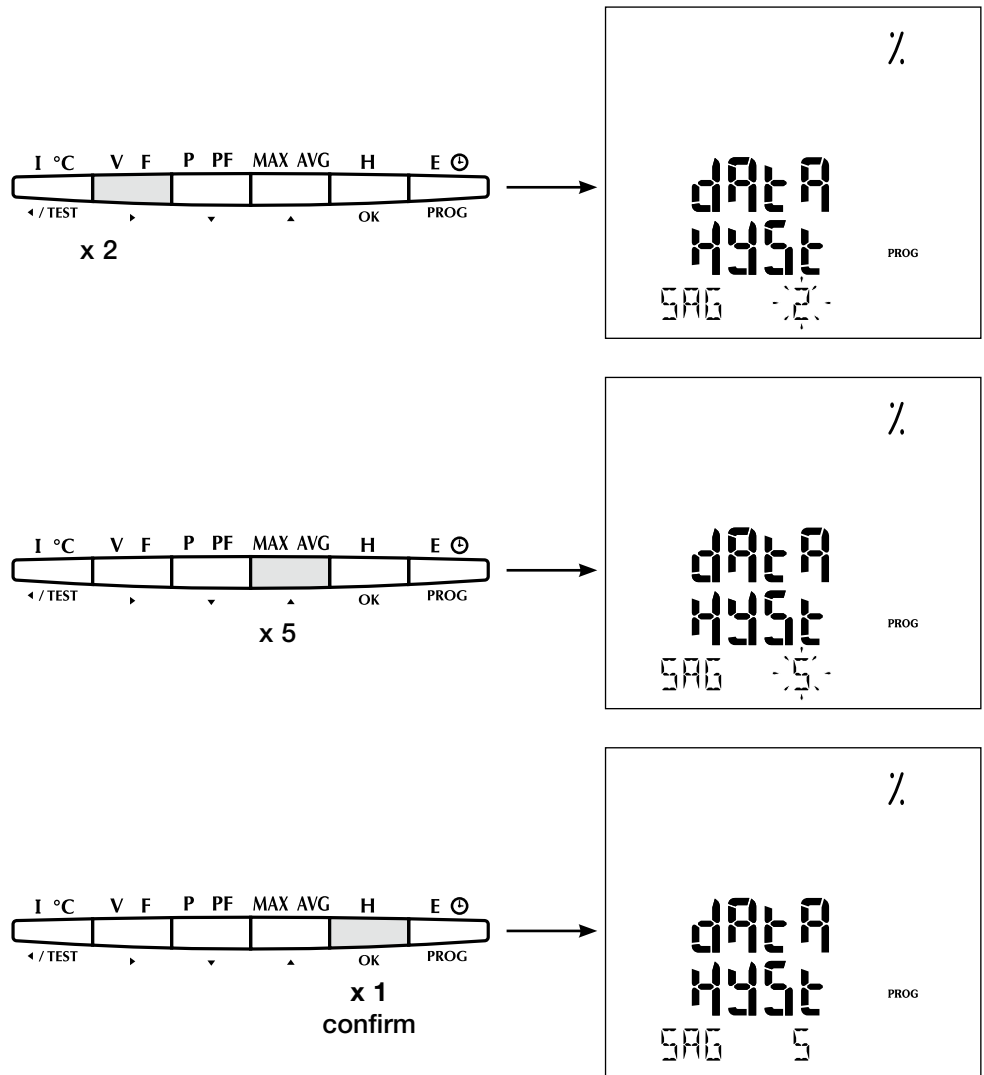 %
I °C V F P PF MAX AVG H E
/ TEST OK PROG
x 2
dAtA
HySt
PROG
SAG 2
%
I °C V F P PF MAX AVG H E
/ TEST OK PROG
x 5
dAtA
HySt
PROG
SAG 5
%
I °C V F P PF MAX AVG H E
/ TEST OK PROG
x 1
confirm
dAtA
HySt
PROG
SAG 5